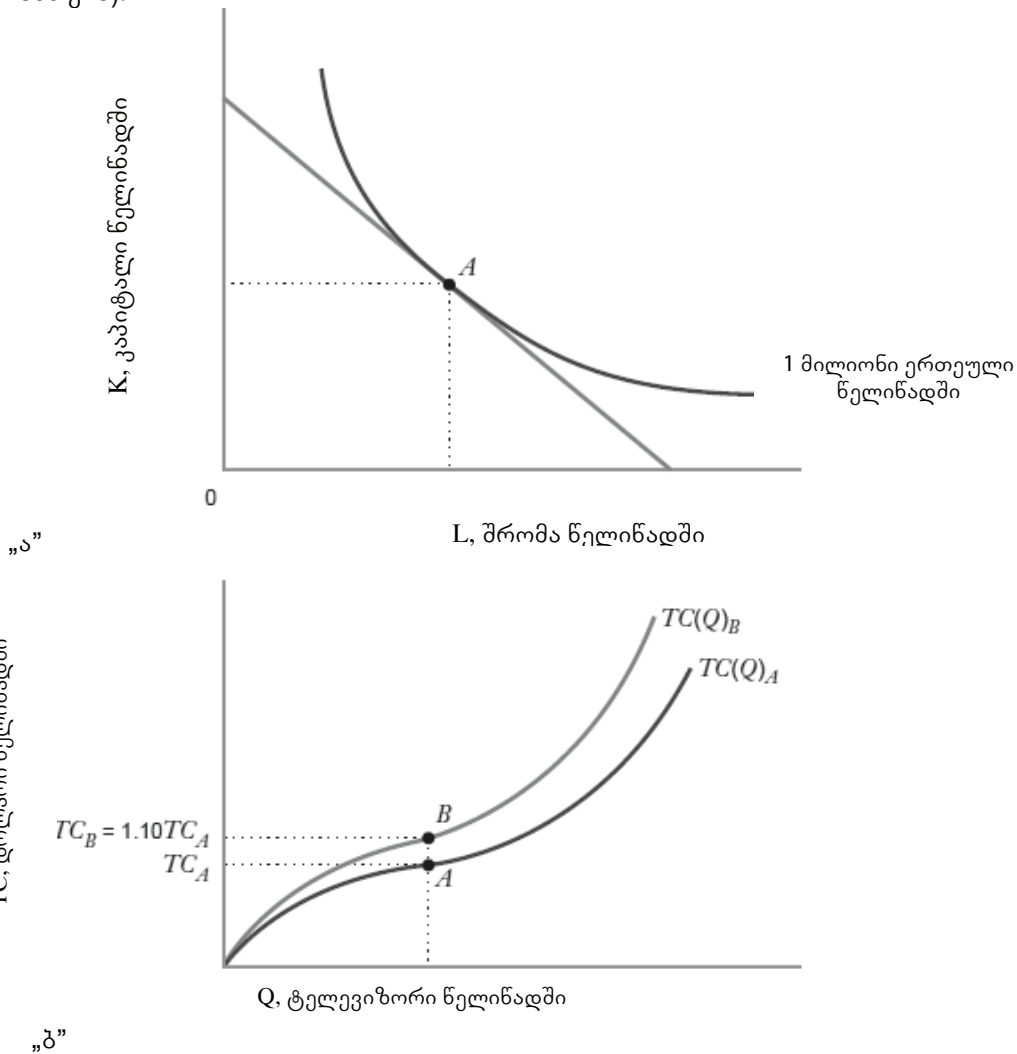 K, კაპიტალი წელიწადში
A
1 მილიონი ერთეული
წელიწადში
0
L, შრომა წელიწადში
„ა”
TC(Q)B
TC(Q)A
B
TCB = 1.10TCA
TCA
A
Q, ტელევიზორი წელიწადში
„ბ”